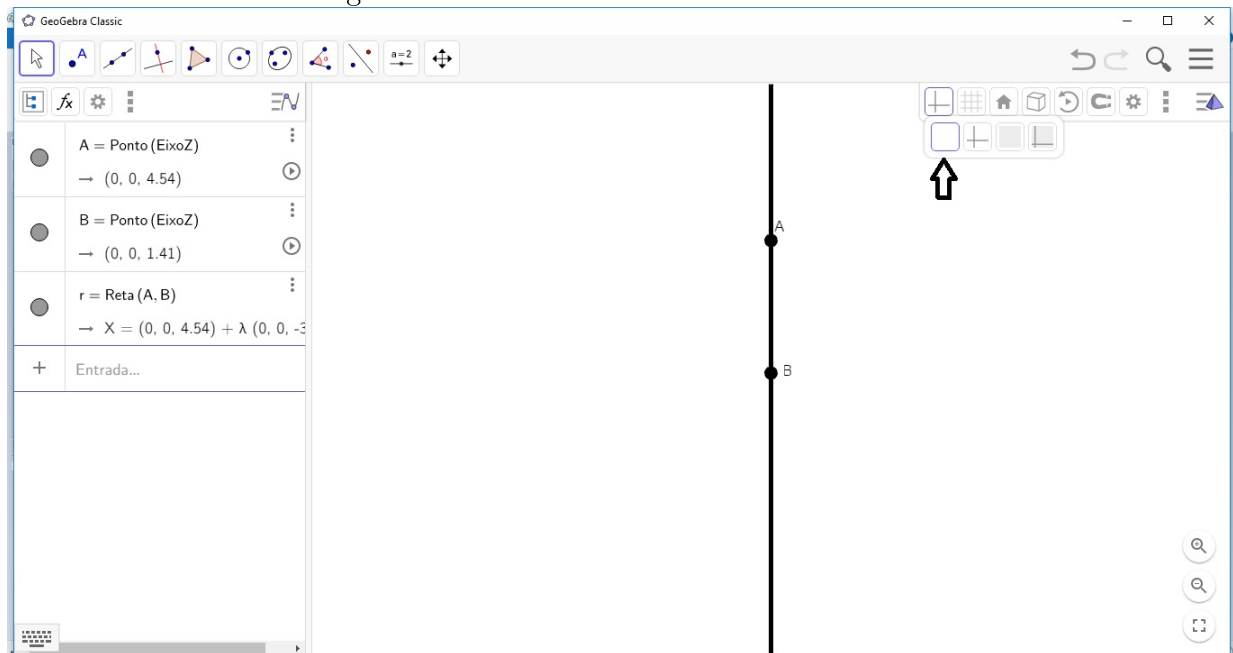 GeoGebra Classic
A
a=2
fx
N
A = Ponto (EixoZ)
→ (0, 0, 4.54)
B = Ponto (EixoZ)
→ (0, 0, 1.41)
r = Reta (A, B)
→ X = (0, 0, 4.54) + λ (0, 0, -3
+ Entrada...
A
B